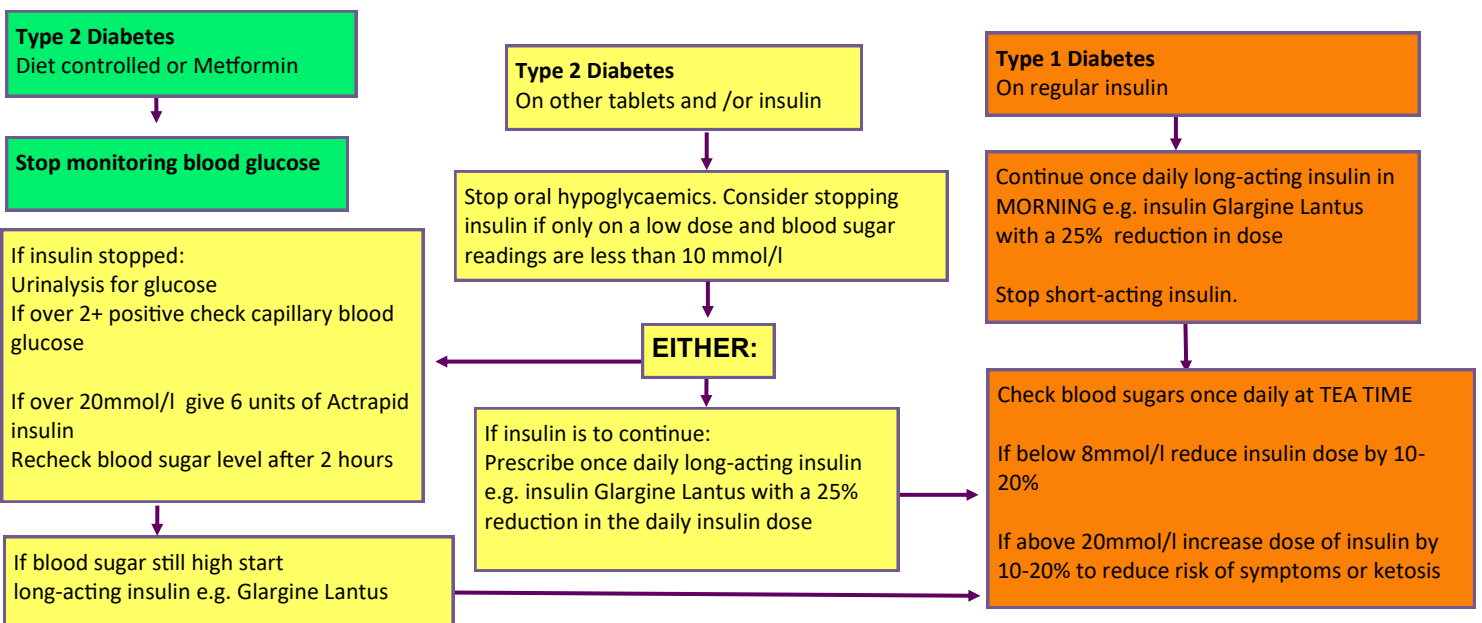 Type 2 Diabetes
Diet controlled or Metformin
Stop monitoring blood glucose
Type 2 Diabetes
On other tablets and /or insulin
Stop oral hypoglycaemics. Consider stopping
insulin if only on a low dose and blood sugar
readings are less than 10 mmol/l
EITHER:
If insulin stopped:
Urinalysis for glucose
If over 2+ positive check capillary blood
glucose
If over 20mmol/l give 6 units of Actrapid
insulin
Recheck blood sugar level after 2 hours
If blood sugar still high start
long-acting insulin e.g. Glargine Lantus
If insulin is to continue:
Prescribe once daily long-acting insulin
e.g. insulin Glargine Lantus with a 25%
reduction in the daily insulin dose
Type 1 Diabetes
On regular insulin
Continue once daily long-acting insulin in
MORNING e.g. insulin Glargine Lantus
with a 25% reduction in dose
Stop short-acting insulin.
Check blood sugars once daily at TEA TIME
If below 8mmol/l reduce insulin dose by 10-
20%
If above 20mmol/l increase dose of insulin by
10-20% to reduce risk of symptoms or ketosis